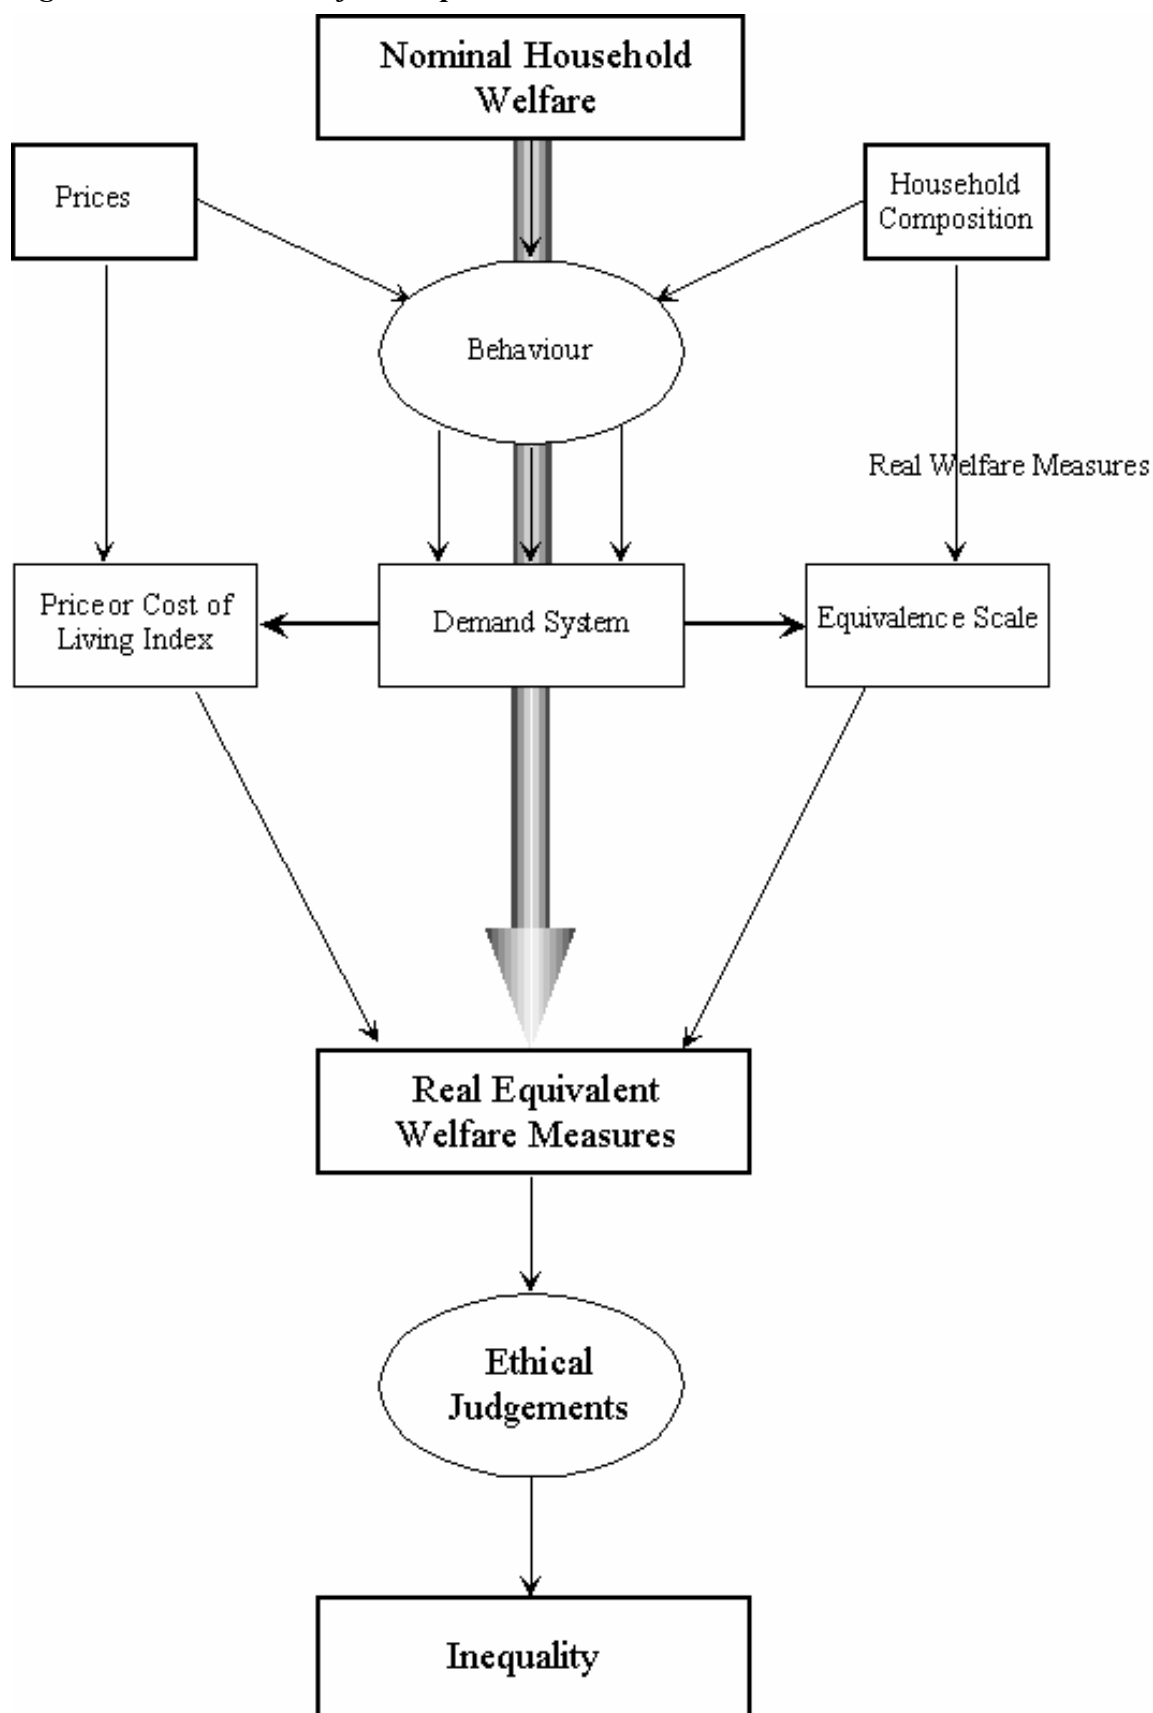 Nominal Household
Welfare
Prices
Household
Composition
Behaviour
Real Welfare Measures
Price or Cost of
Living Index
Demand System
Equivalence Scale
Real Equivalent
Welfare Measures
Ethical
Judgements
Inequality